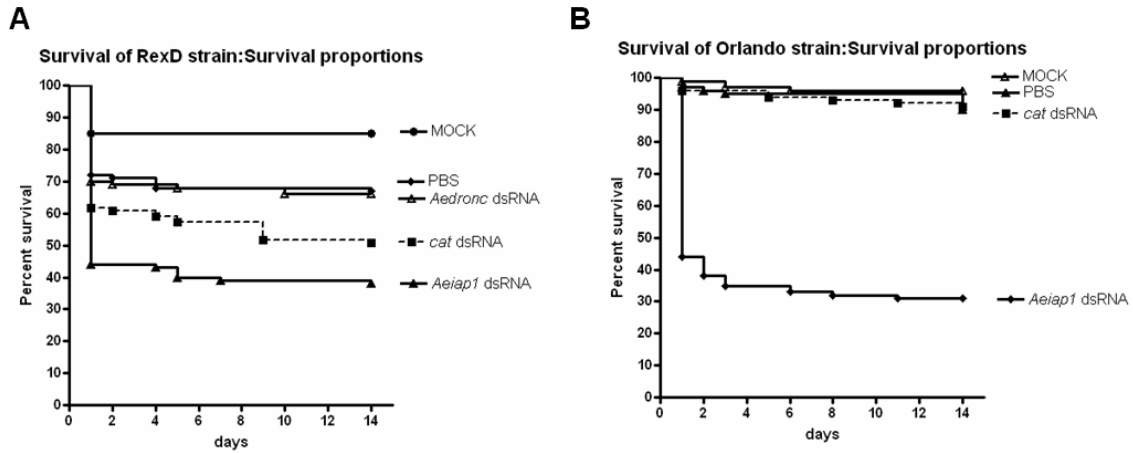 A
Survival of RexD strain:Survival proportions
Percent survival
100
90
80
70
60
50
40
30
20
10
0
0 2 4 6 8 10 12 14
days
MOCK
PBS
Aedronc dsRNA
cat dsRNA
Aeiap1 dsRNA
B
Survival of Orlando strain:Survival proportions
Percent survival
100
90
80
70
60
50
40
30
20
10
0
0 2 4 6 8 10 12 14
days
MOCK
PBS
cat dsRNA
Aeiap1 dsRNA